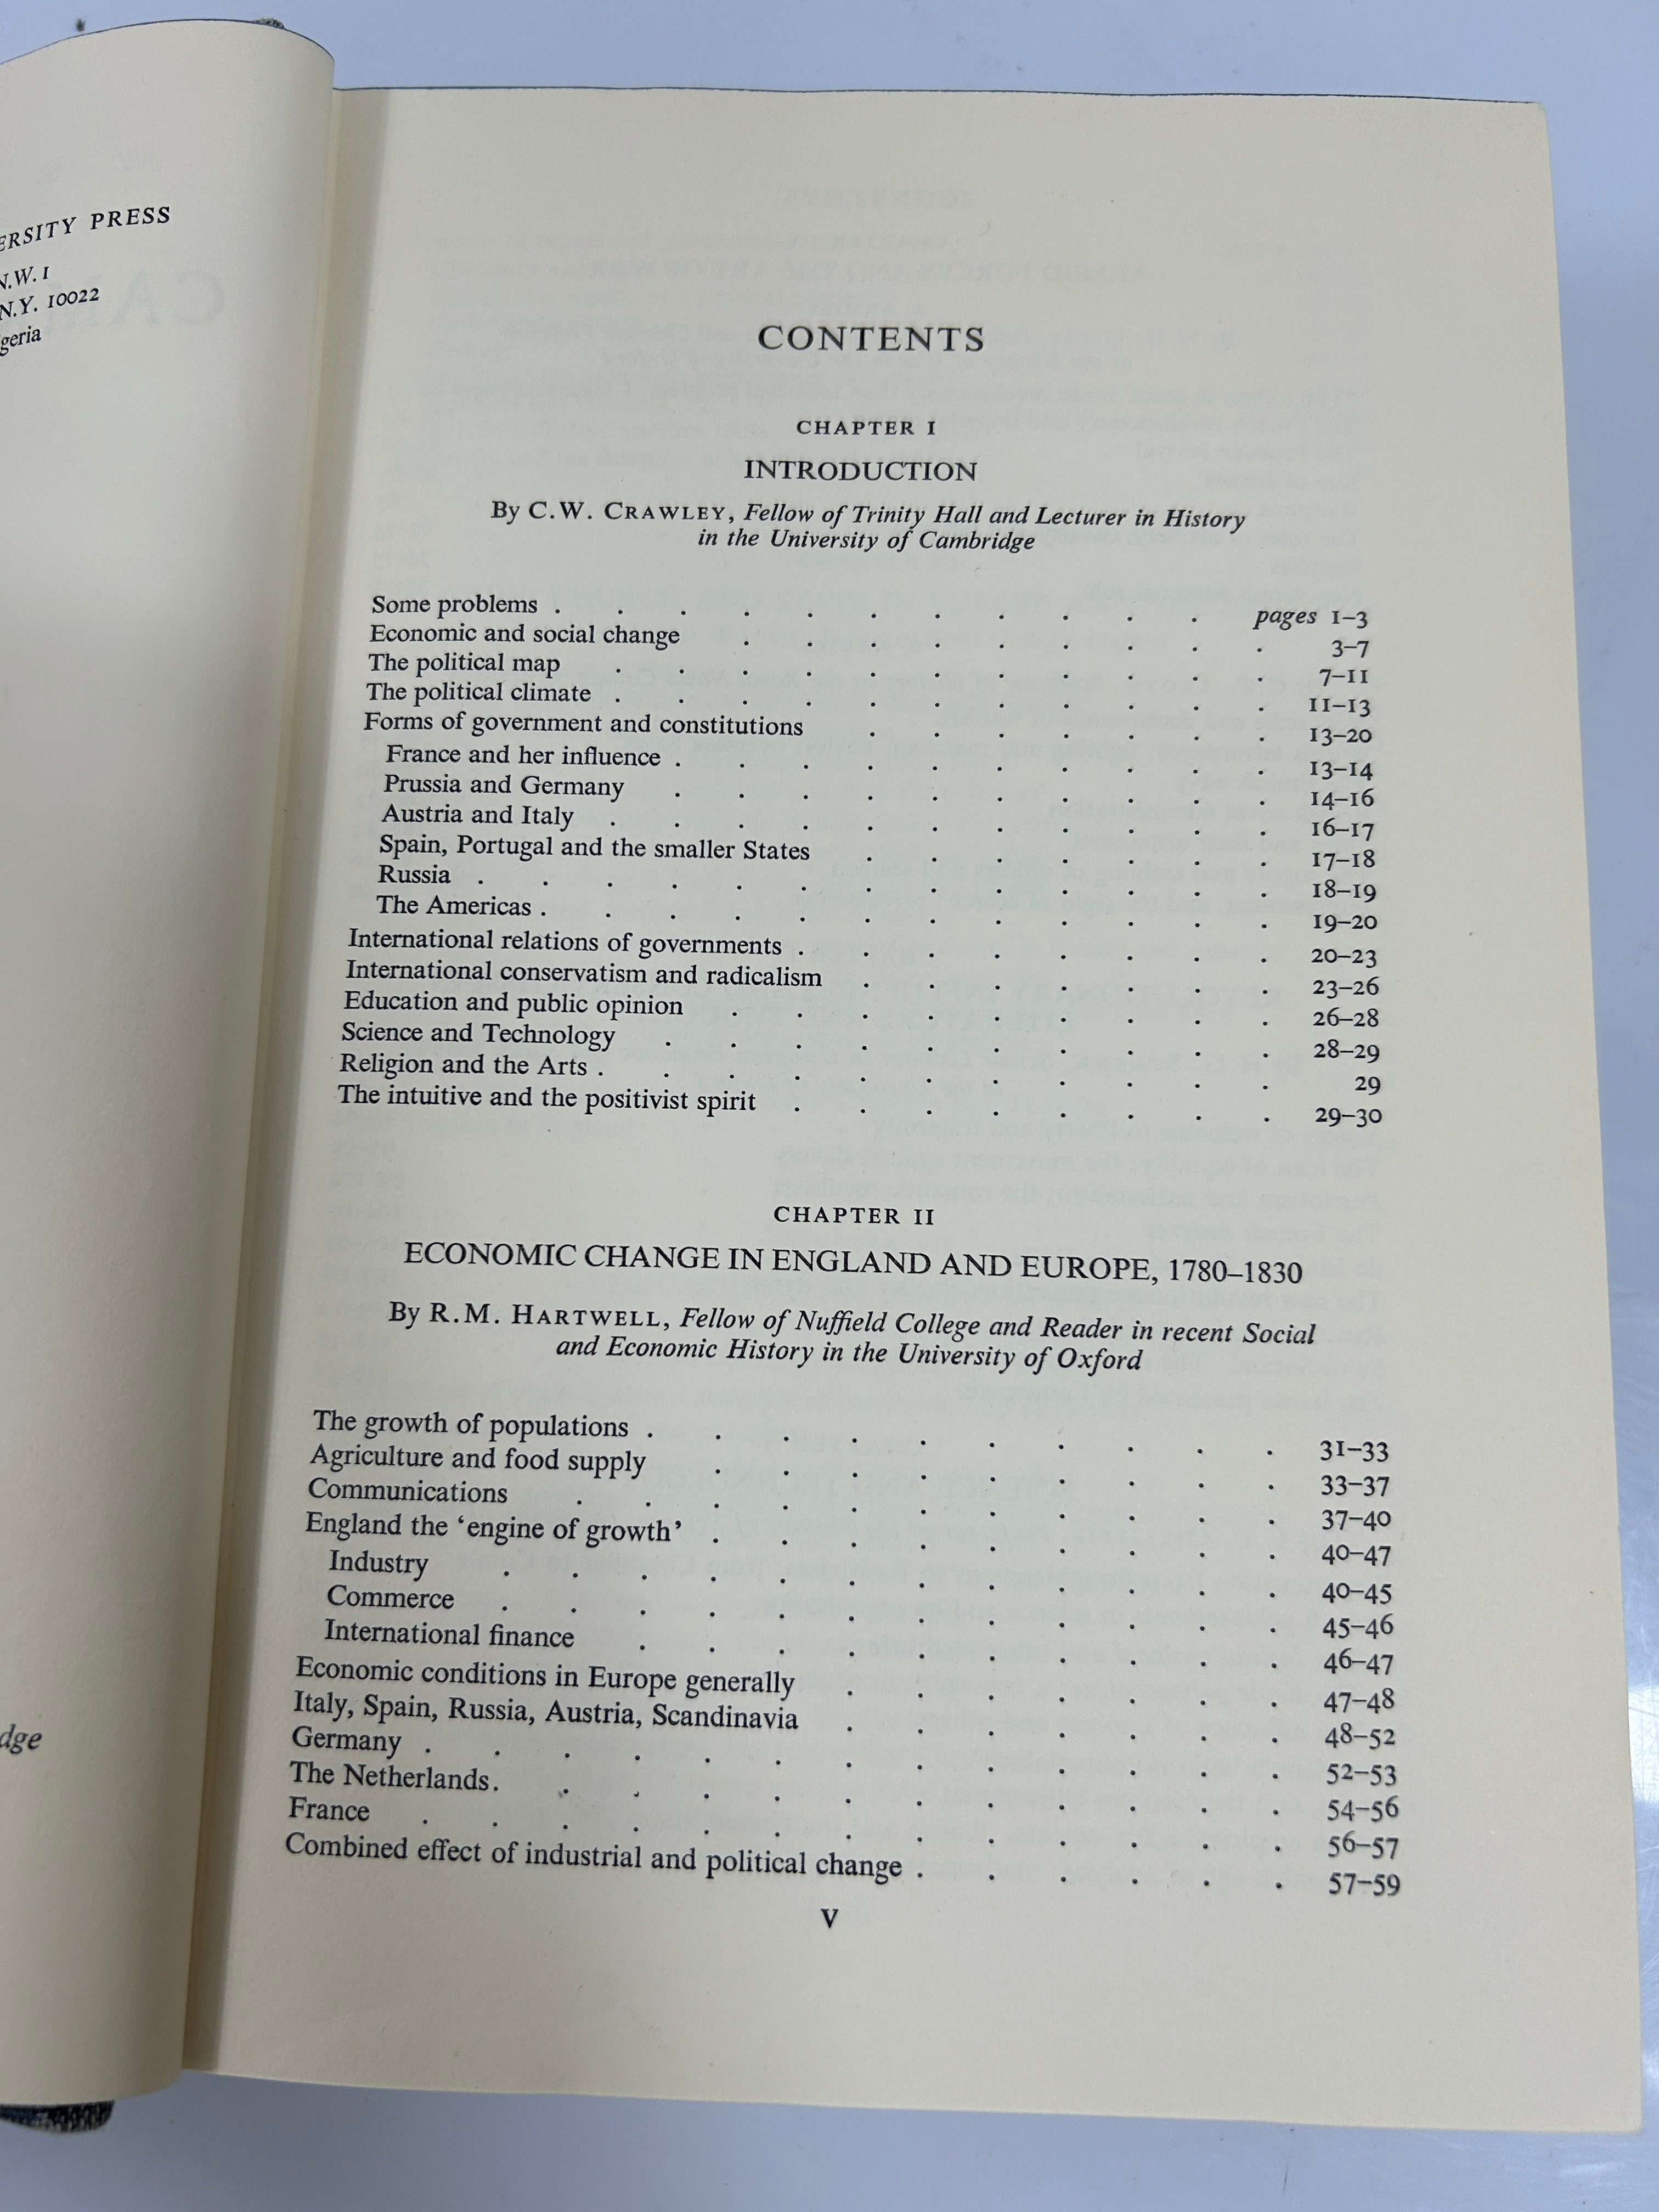 ERSITY PRESS
N.W. 1
N.Y. 10022
geria
dge
CONTENTS
CHAPTER I
INTRODUCTION
By C. W. CRAWLEY, Fellow of Trinity Hall and Lecturer in History
in the University of Cambridge
Some problems . . . . . . . . . . . pages 1–3
Economic and social change . . . . . . . . . 3–7
The political map . . . . . . . . . . . 7–11
The political climate . . . . . . . . . . . 11–13
Forms of government and constitutions . . . . . . . 13–20
France and her influence . . . . . . . . . . 13–14
Prussia and Germany . . . . . . . . . . 14–16
Austria and Italy . . . . . . . . . . . 16–17
Spain, Portugal and the smaller States . . . . . . . 17–18
Russia . . . . . . . . . . . . . 18–19
The Americas . . . . . . . . . . . . 19–20
International relations of governments . . . . . . . . 20–23
International conservatism and radicalism . . . . . . . 23–26
Education and public opinion . . . . . . . . . 26–28
Science and Technology . . . . . . . . . . 28–29
Religion and the Arts . . . . . . . . . . . 29
The intuitive and the positivist spirit . . . . . . . . 29–30
CHAPTER II
ECONOMIC CHANGE IN ENGLAND AND EUROPE, 1780–1830
By R. M. HARTWELL, Fellow of Nuffield College and Reader in recent Social
and Economic History in the University of Oxford
The growth of populations . . . . . . . . . . 31–33
Agriculture and food supply . . . . . . . . . 33–37
Communications . . . . . . . . . . . 37–40
England the ‘engine of growth’ . . . . . . . . . 40–47
Industry . . . . . . . . . . . . 40–45
Commerce . . . . . . . . . . . . 45–46
International finance . . . . . . . . . . 46–47
Economic conditions in Europe generally . . . . . . . 47–48
Italy, Spain, Russia, Austria, Scandinavia . . . . . . . 48–52
Germany . . . . . . . . . . . . . 52–53
The Netherlands . . . . . . . . . . . . 54–56
France . . . . . . . . . . . . . 56–57
Combined effect of industrial and political change . . . . . . 57–59
v